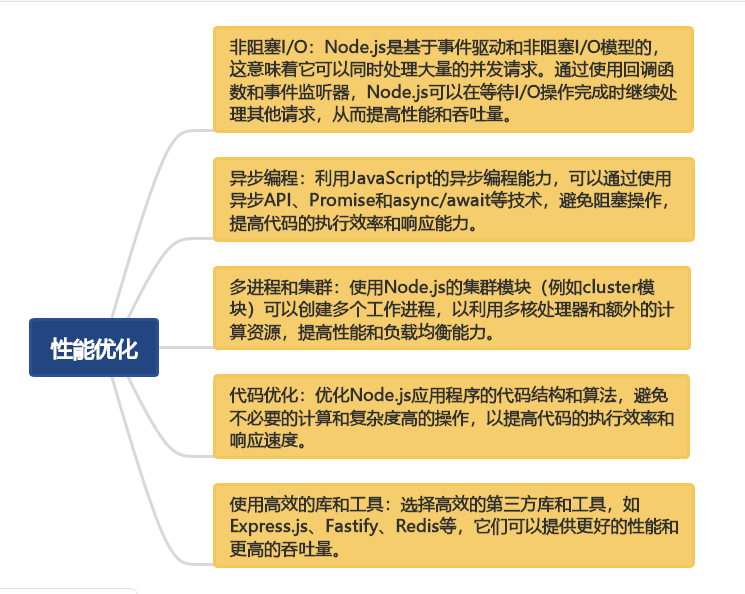 非阻塞I/O：Node.js是基于事件驱动和非阻塞I/O模型的，
这意味着它可以同时处理大量的并发请求。通过使用回调函
数和事件监听器，Node.js可以在等待I/O操作完成时继续处
理其他请求，从而提高性能和吞吐量。
异步编程：利用JavaScript的异步编程能力，可以通过使用
异步API、Promise和async/await等技术，避免阻塞操作，
提高代码的执行效率和响应能力。
多进程和集群：使用Node.js的集群模块（例如cluster模
块）可以创建多个工作进程，以利用多核处理器和额外的计
算资源，提高性能和负载均衡能力。
性能优化
代码优化：优化Node.js应用程序的代码结构和算法，避免
不必要的计算和复杂度高的操作，以提高代码的执行效率和
响应速度。
使用高效的库和工具：选择高效的第三方库和工具，如
Express.js、Fastify、Redis等，它们可以提供更好的性能和
更高的吞吐量。